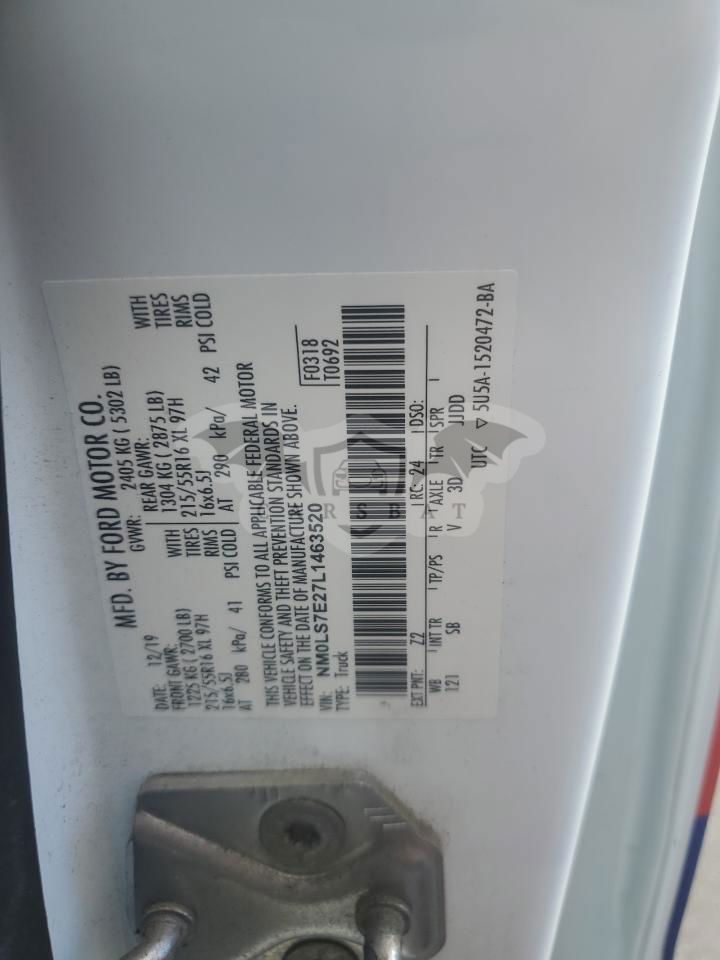 MFD. BY FORD MOTOR CO.
DATE: 12/19 GVWR: 2405 KG ( 5302 LB)
FRONT GAWR: REAR GAWR:
1225 KG ( 2700 LB) WITH 1304 KG ( 2875 LB) WITH
215/55R16 XL 97H TIRES 215/55R16 XL 97H TIRES
16x6.5J RIMS 16x6.5J RIMS
AT 280 kPa/ 41 PSI COLD AT 290 kPa/ 42 PSI COLD
THIS VEHICLE CONFORMS TO ALL APPLICABLE FEDERAL MOTOR
VEHICLE SAFETY AND THEFT PREVENTION STANDARDS IN
EFFECT ON THE DATE OF MANUFACTURE SHOWN ABOVE.
VIN: NM0LS7E27L1463520 F0318
TYPE: Truck T0692
EXT PNT: Z2 RC: 24 DSO:
WB INT TR TP/PS R AXLE TR SPR
121 SB V 3D JJDD
UTC ▽ 5U5A-1520472-BA